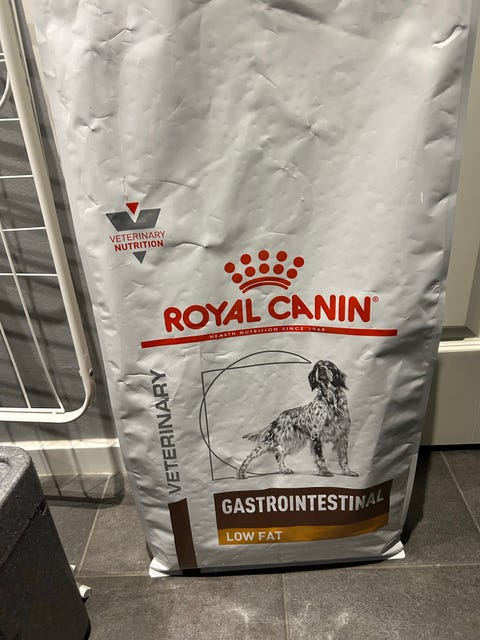 VETERINARY
NUTRITION
ROYAL CANIN®
HEALTH NUTRITION SINCE 1968
VETERINARY
GASTROINTESTINAL
LOW FAT